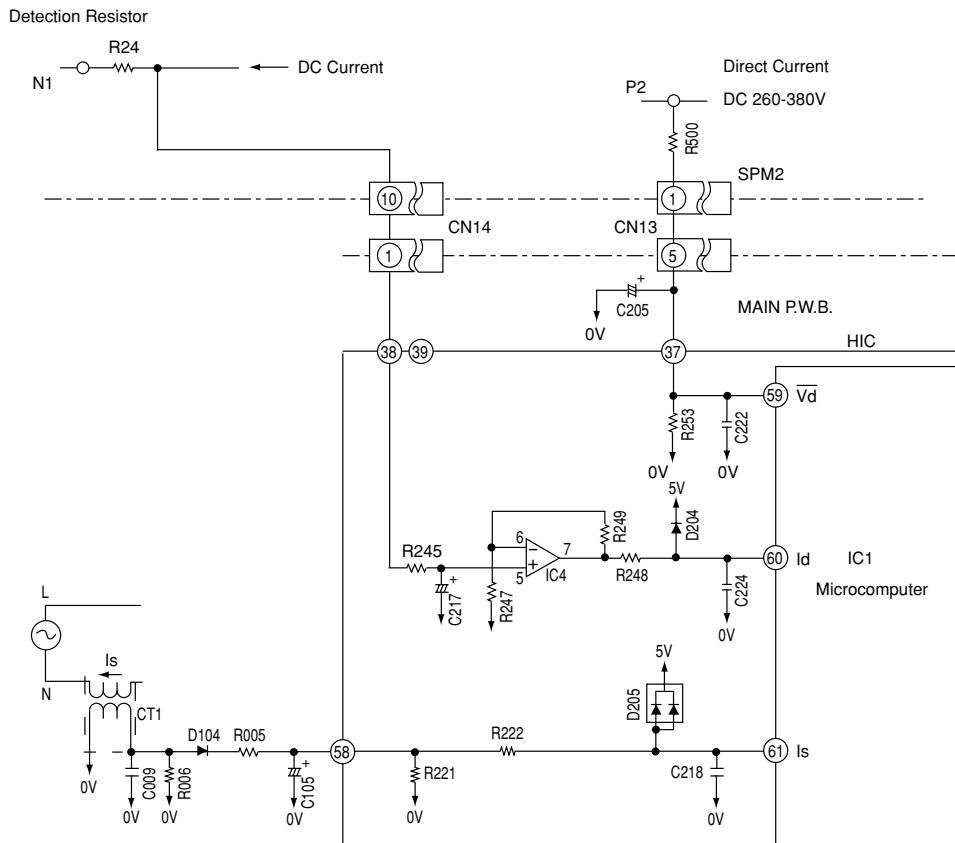 Detection Resistor
R24
N1
DC Current
Direct Current
P2
DC 260-380V
R500
SPM2
10
1
CN14
CN13
1
5
+
C205
0V
MAIN P.W.B.
HIC
38
39
37
59
Vd
R253
C222
0V
0V
5V
D204
R249
6
7
5
IC4
R245
+
C217
R247
R248
60
Id
C224
0V
IC1
Microcomputer
L
N
Is
CT1
5V
D205
D104
R005
58
R222
61
Is
0V
C009
0V
R006
0V
+
C105
0V
R221
0V
C218
0V